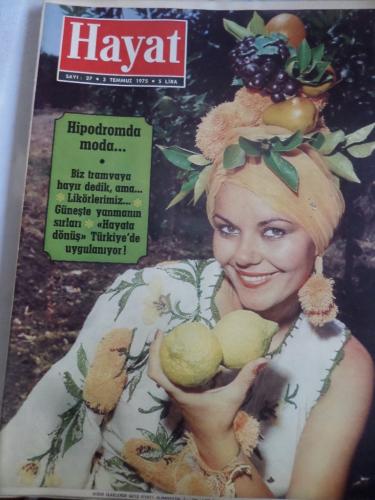 Hayat
SAYI: 27 • 3 TEMMUZ 1975 • 5 LİRA
Hipodromda
moda...
•
Biz tramvaya
hayır dedik, ama...
Likörlerimiz...
Güneşte yanmanın
sırları «Hayata
dönüş» Türkiye'de
uygulanıyor!